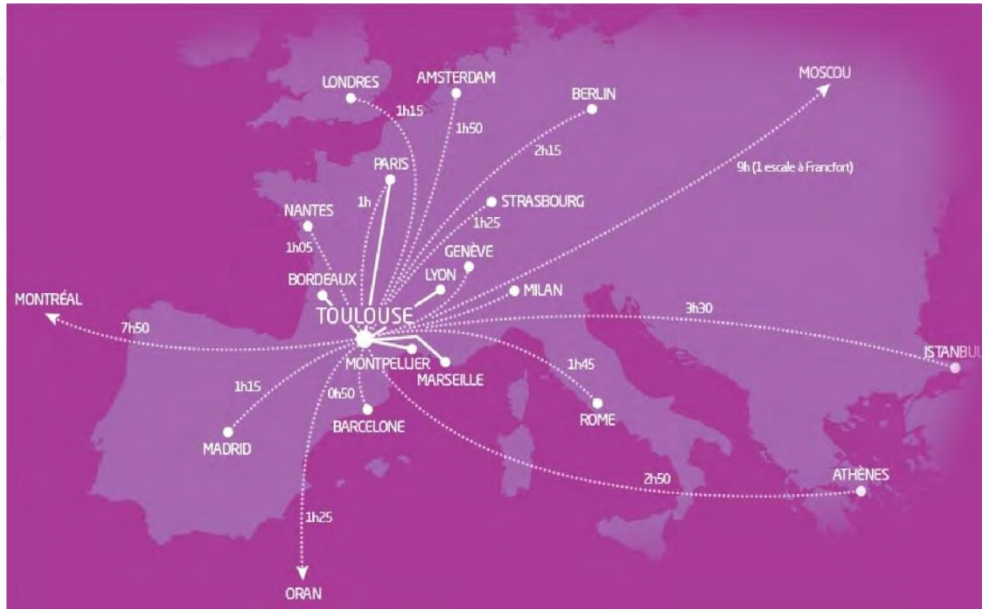 MOSCOU
AMSTERDAM
LONDRES
BERLIN
1h15
1h50
2h15
PARIS
9h (1 escale à Francfort)
1h
STRASBOURG
NANTES
1h25
1h05
GENÈVE
BORDEAUX
LYON
MILAN
MONTRÉAL
TOULOUSE
3h30
7h50
ISTANBUL
MONTPELLIER
1h45
MARSEILLE
1h15
0h50
ROME
BARCELONE
MADRID
ATHÈNES
2h50
1h25
ORAN